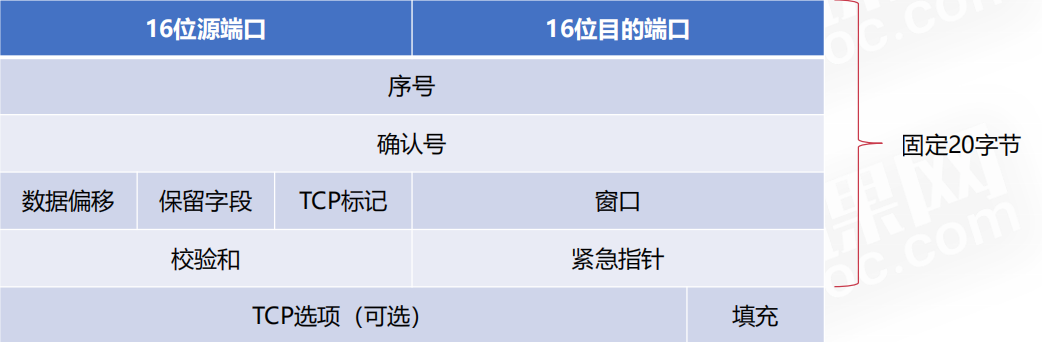 16位源端口 16位目的端口
序号
确认号
固定20字节
数据偏移 保留字段 TCP标记 窗口
校验和 紧急指针
TCP选项（可选） 填充
课网
oc.com